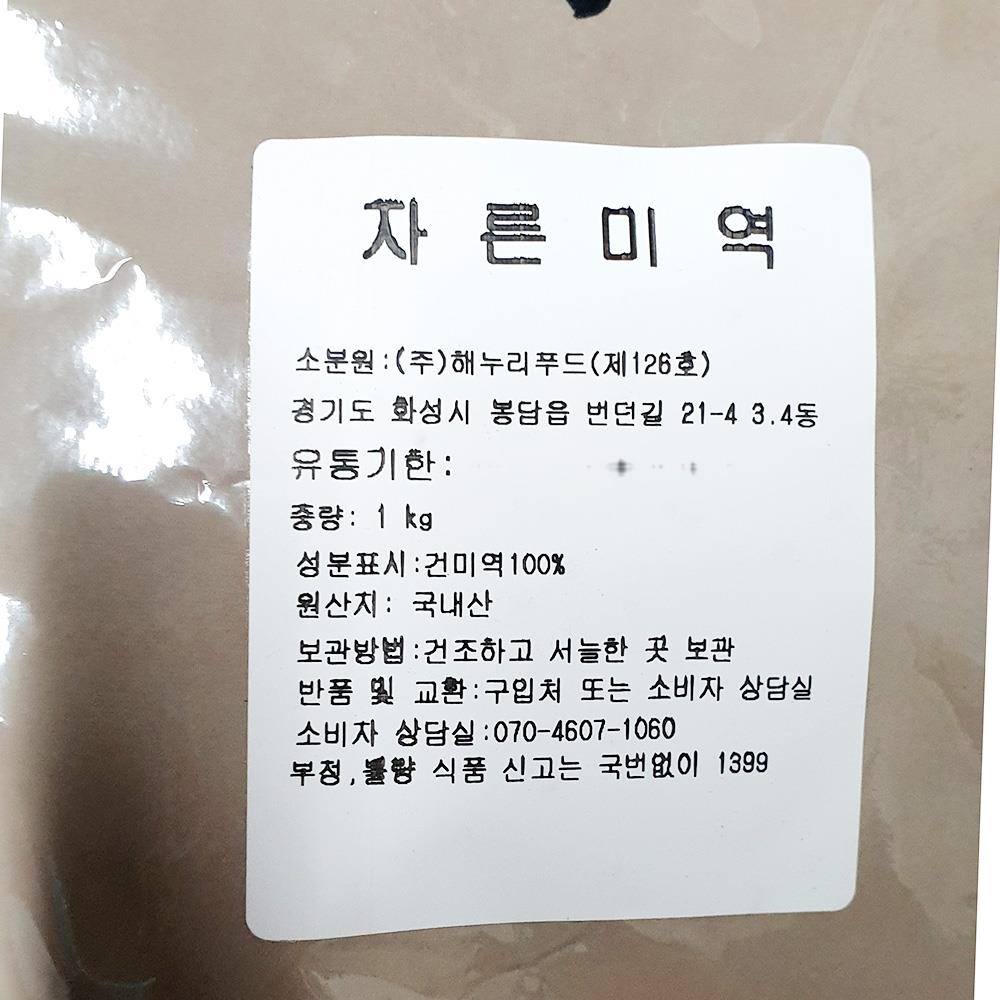 자른미역
소분원:(주)해누리푸드(제126호)
경기도 화성시 봉담읍 번던길 21-4 3.4동
유통기한:
중량: 1 kg
성분표시:건미역100%
원산지: 국내산
보관방법:건조하고 서늘한 곳 보관
반품 및 교환:구입처 또는 소비자 상담실
소비자 상담실:070-4607-1060
부정,불량 식품 신고는 국번없이 1399